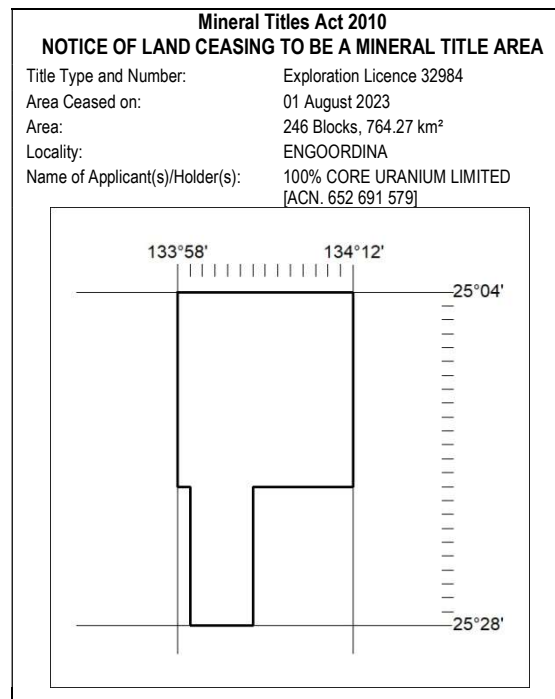 Mineral Titles Act 2010
NOTICE OF LAND CEASING TO BE A MINERAL TITLE AREA
Title Type and Number: Exploration Licence 32984
Area Ceased on: 01 August 2023
Area: 246 Blocks, 764.27 km²
Locality: ENGOORDINA
Name of Applicant(s)/Holder(s): 100% CORE URANIUM LIMITED
[ACN. 652 691 579]
133°58' 134°12'
25°04'
25°28'